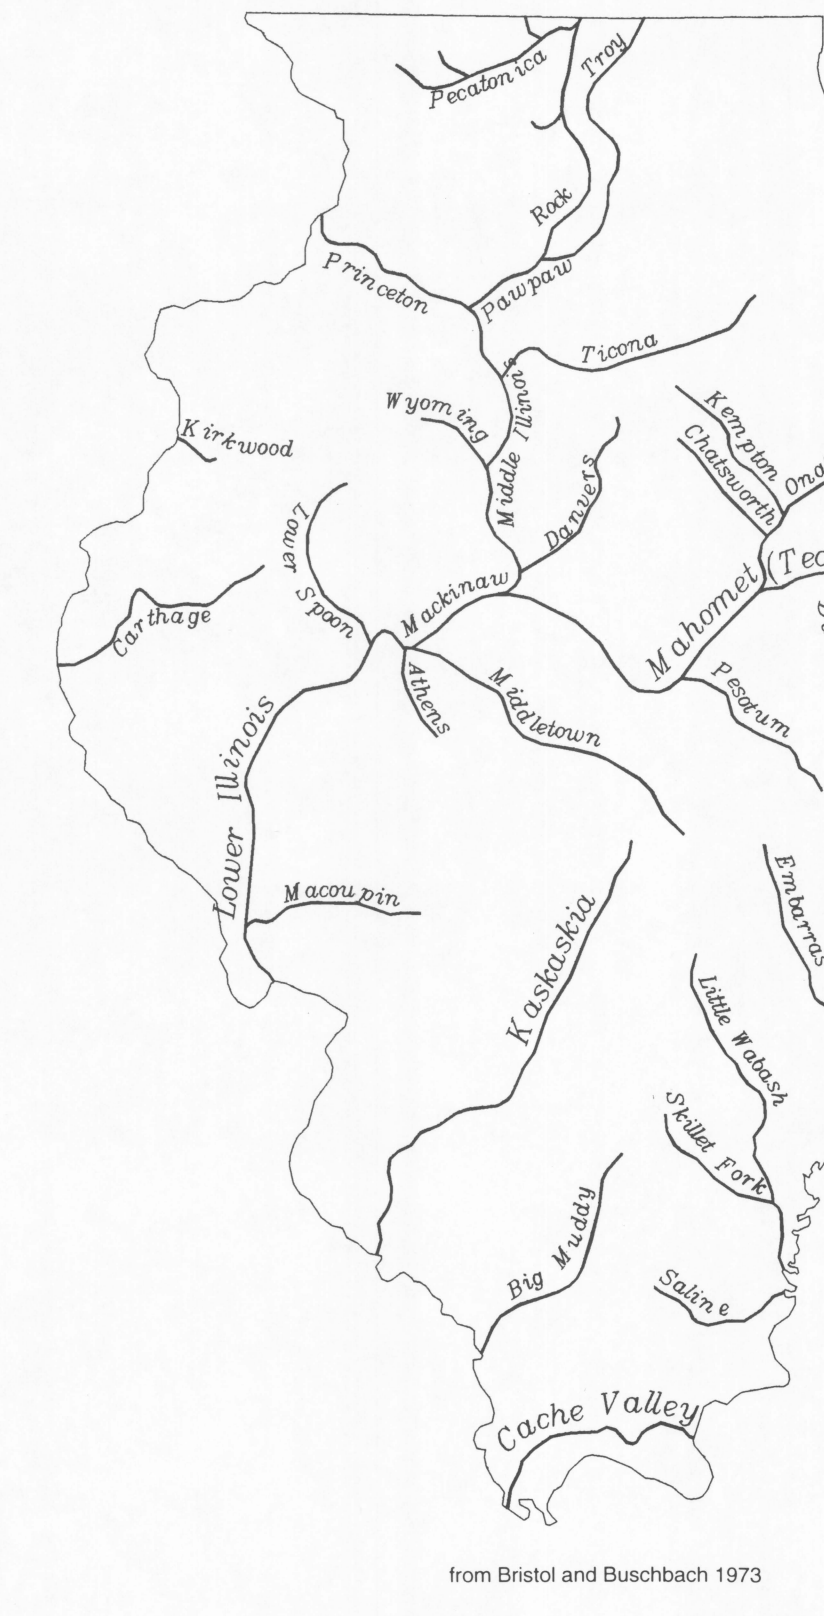 Troy
Pecatonica
Rock
Princeton
Pawpaw
Ticona
Wyoming
Middle Illinois
Kempton
Chatsworth
Kirkwood
Danvers
Lower Spoon
Mackinaw
Mahomet
(Tec
Carthage
Athens
Middletown
Pesotum
Lower Illinois
Macoupin
Kaskaskia
Embarras
Little Wabash
Skillet Fork
Big Muddy
Saline
Cache Valley
from Bristol and Buschbach 1973